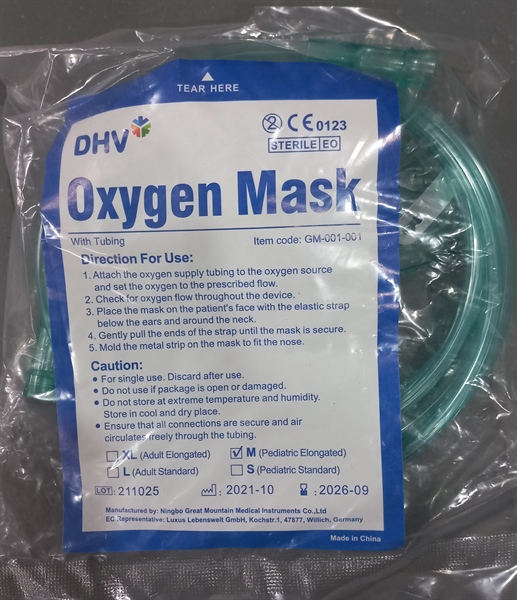 TEAR HERE
DHV
CE 0123
STERILE EO
Oxygen Mask
With Tubing
Item code: GM-001-001
Direction For Use:
1. Attach the oxygen supply tubing to the oxygen source
and set the oxygen to the prescribed flow.
2. Check for oxygen flow throughout the device.
3. Place the mask on the patient's face with the elastic strap
below the ears and around the neck.
4. Gently pull the ends of the strap until the mask is secure.
5. Mold the metal strip on the mask to fit the nose.
Caution:
• For single use. Discard after use.
• Do not use if package is open or damaged.
• Do not store at extreme temperature and humidity.
Store in cool and dry place.
• Ensure that all connections are secure and air
circulates freely through the tubing.
XL (Adult Elongated)
M (Pediatric Elongated)
L (Adult Standard)
S (Pediatric Standard)
LOT: 211025
: 2021-10
: 2026-09
Manufactured by: Ningbo Great Mountain Medical Instruments Co.,Ltd
EC Representative: Luxus Lebenswelt GmbH, Kochstr.1, 47877, Willich, Germany
Made in China